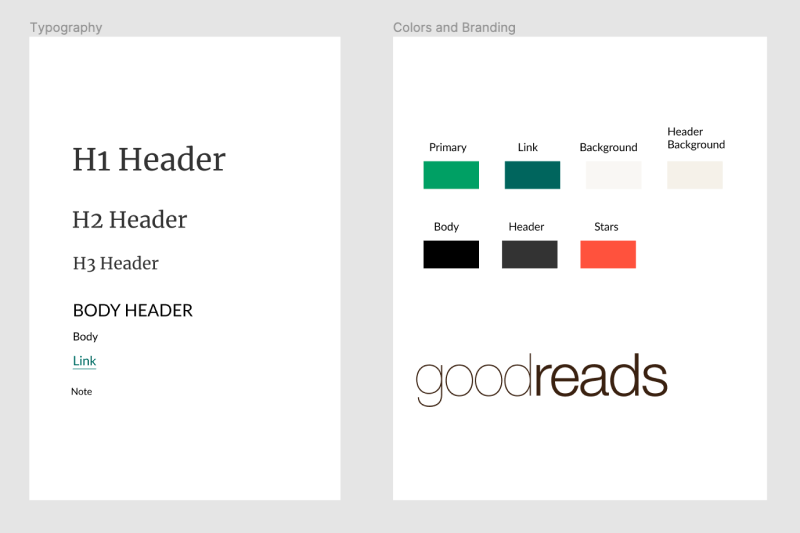 Typography
H1 Header
H2 Header
H3 Header
BODY HEADER
Body
Link
Note
Colors and Branding
Primary
Link
Background
Header
Background
Body
Header
Stars
goodreads